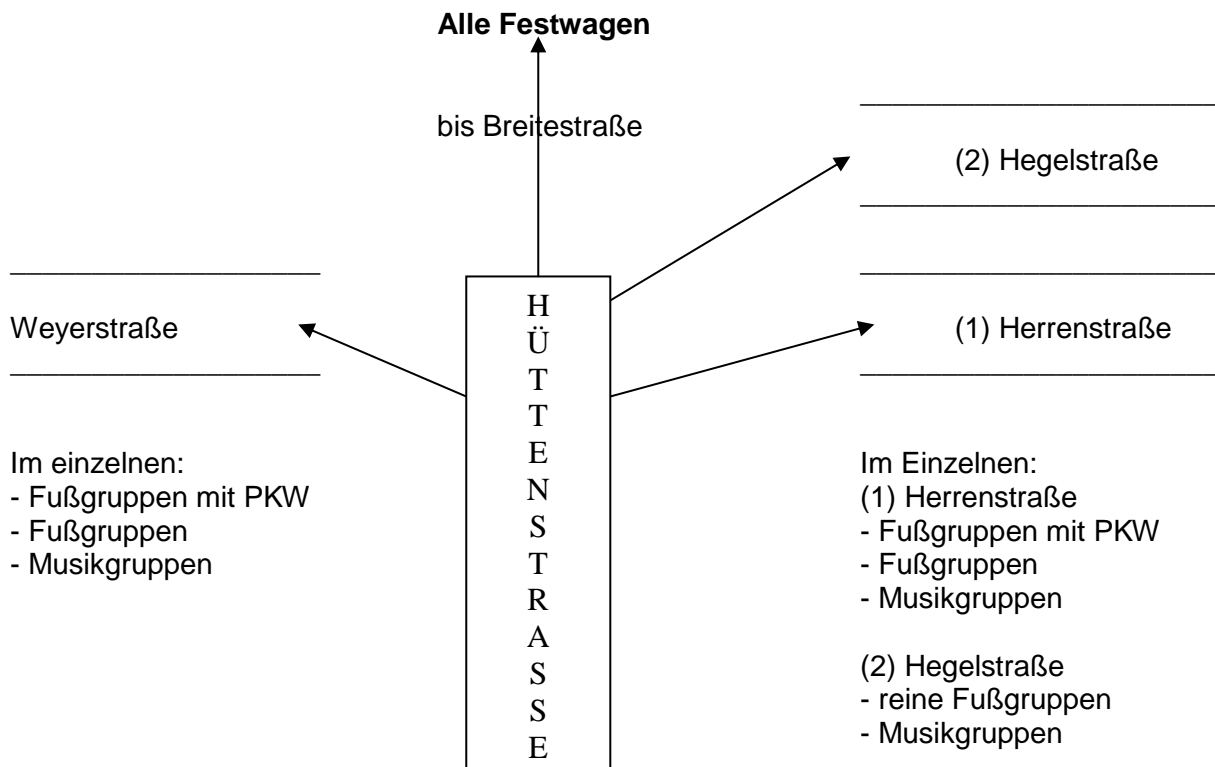 Alle Festwagen
bis Breitestraße
(2) Hegelstraße
Weyerstraße
(1) Herrenstraße
H
Ü
T
T
E
N
S
T
R
A
S
S
E
Im einzelnen:
- Fußgruppen mit PKW
- Fußgruppen
- Musikgruppen
Im Einzelnen:
(1) Herrenstraße
- Fußgruppen mit PKW
- Fußgruppen
- Musikgruppen
(2) Hegelstraße
- reine Fußgruppen
- Musikgruppen